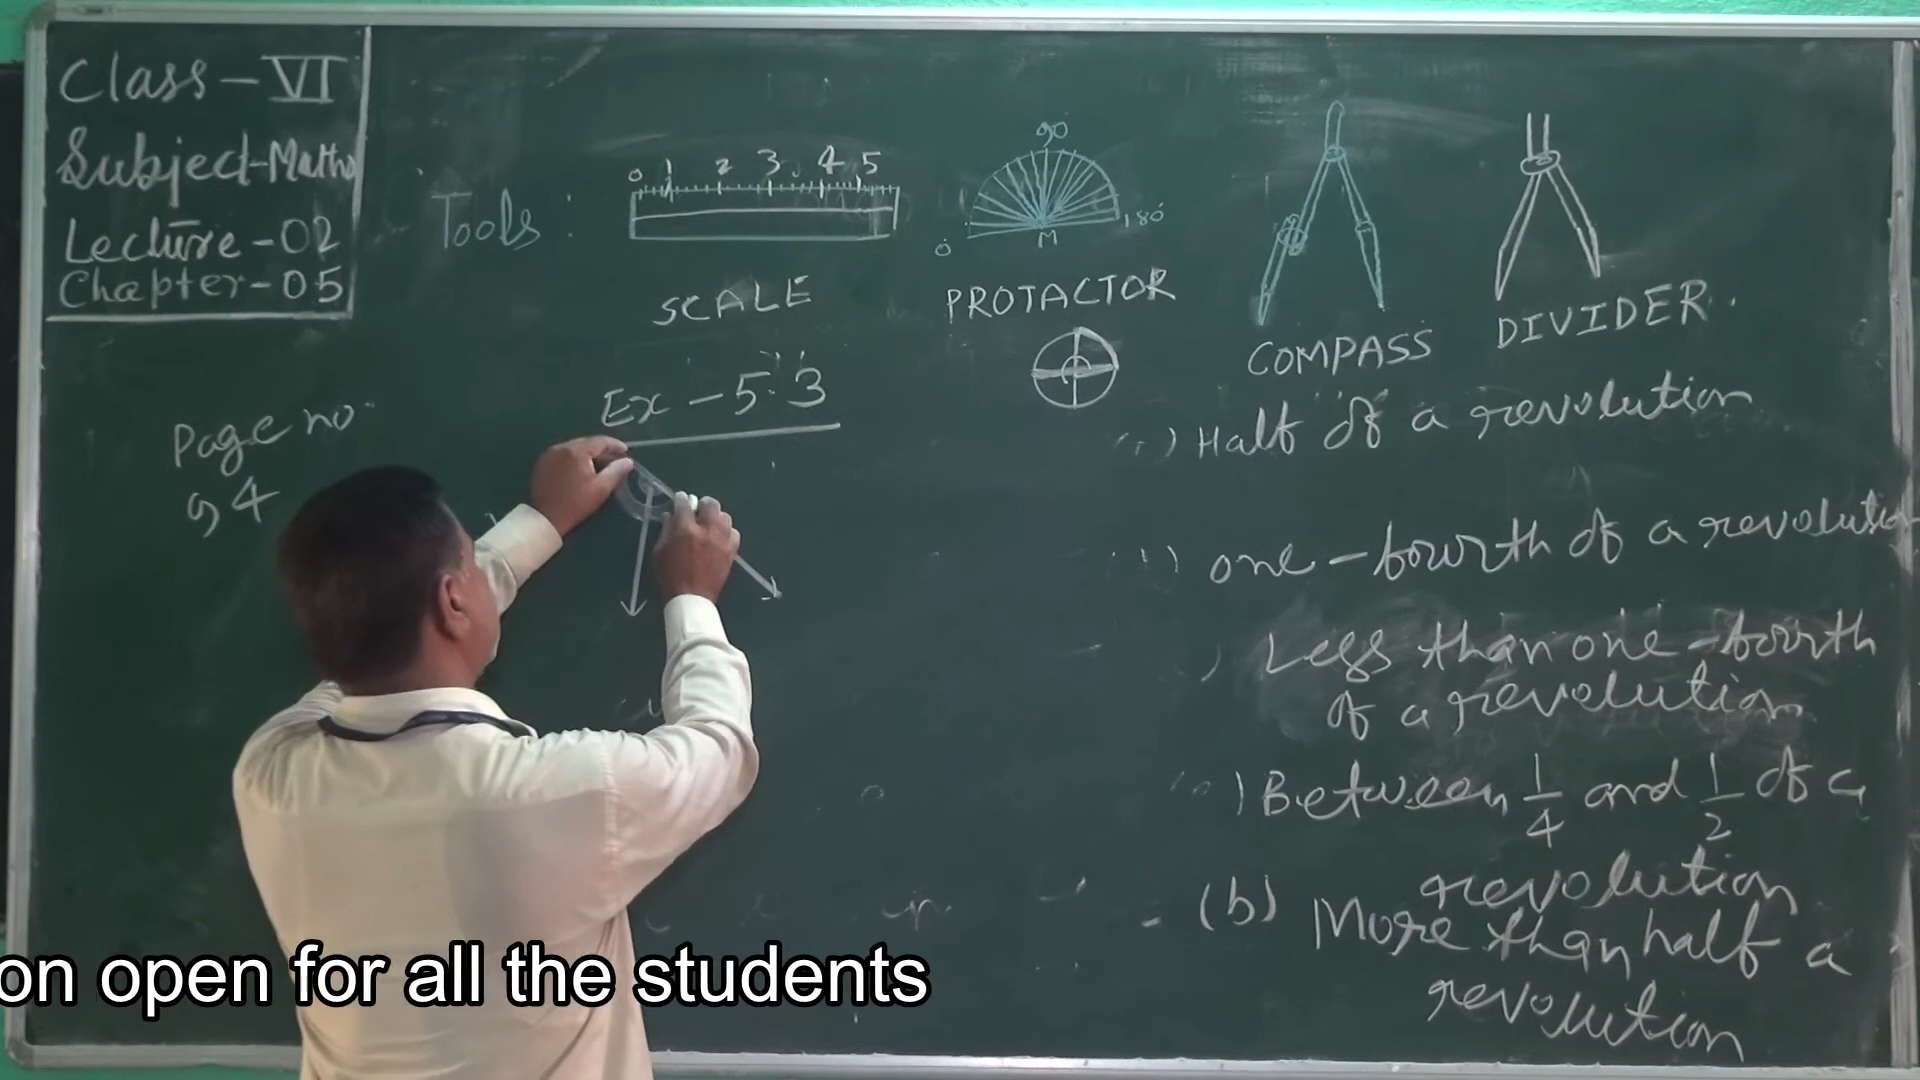 Class-VI
Subject-Maths
Lecture-02
Chapter-05
Tools:
0 1 2 3 4 5
SCALE
90
0 180
M
PROTACTOR
COMPASS
DIVIDER
Page no.
94
Ex-5.3
Half of a revolution
one-fourth of a revolution
Less than one-fourth
of a revolution
Between 1/4 and 1/2 of a
revolution
(b) More than half a
revolution
on open for all the students